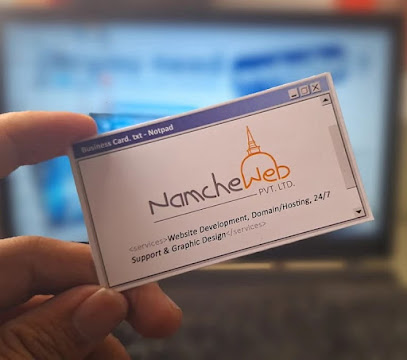 Business Card. txt - Notpad
NamcheWeb
PVT. LTD.
<services>Website Development, Domain/Hosting, 24/7
Support & Graphic Design</services>